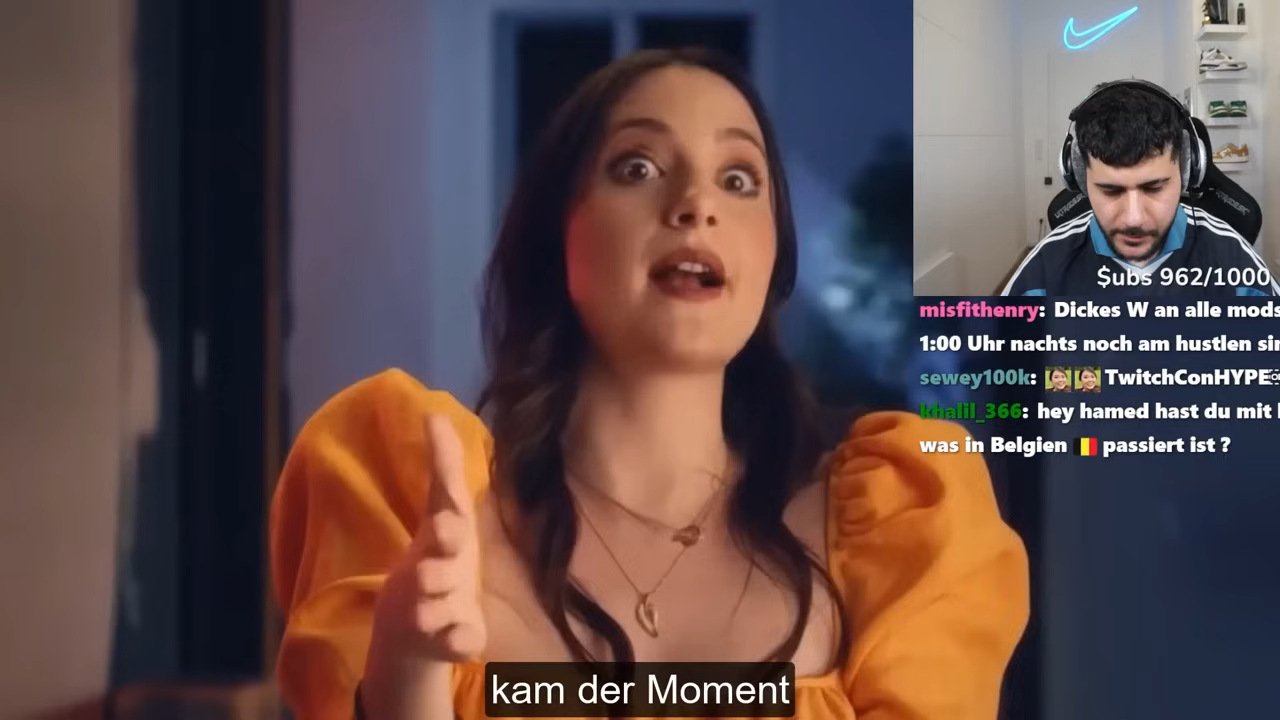 $ubs 962/1000
misfithenry: Dickes W an alle mods
1:00 Uhr nachts noch am hustlen
sewey100k: TwitchConHYPE
khalil_366: hey hamed hast du mit
was in Belgien 🇧🇪 passiert ist ?
kam der Moment